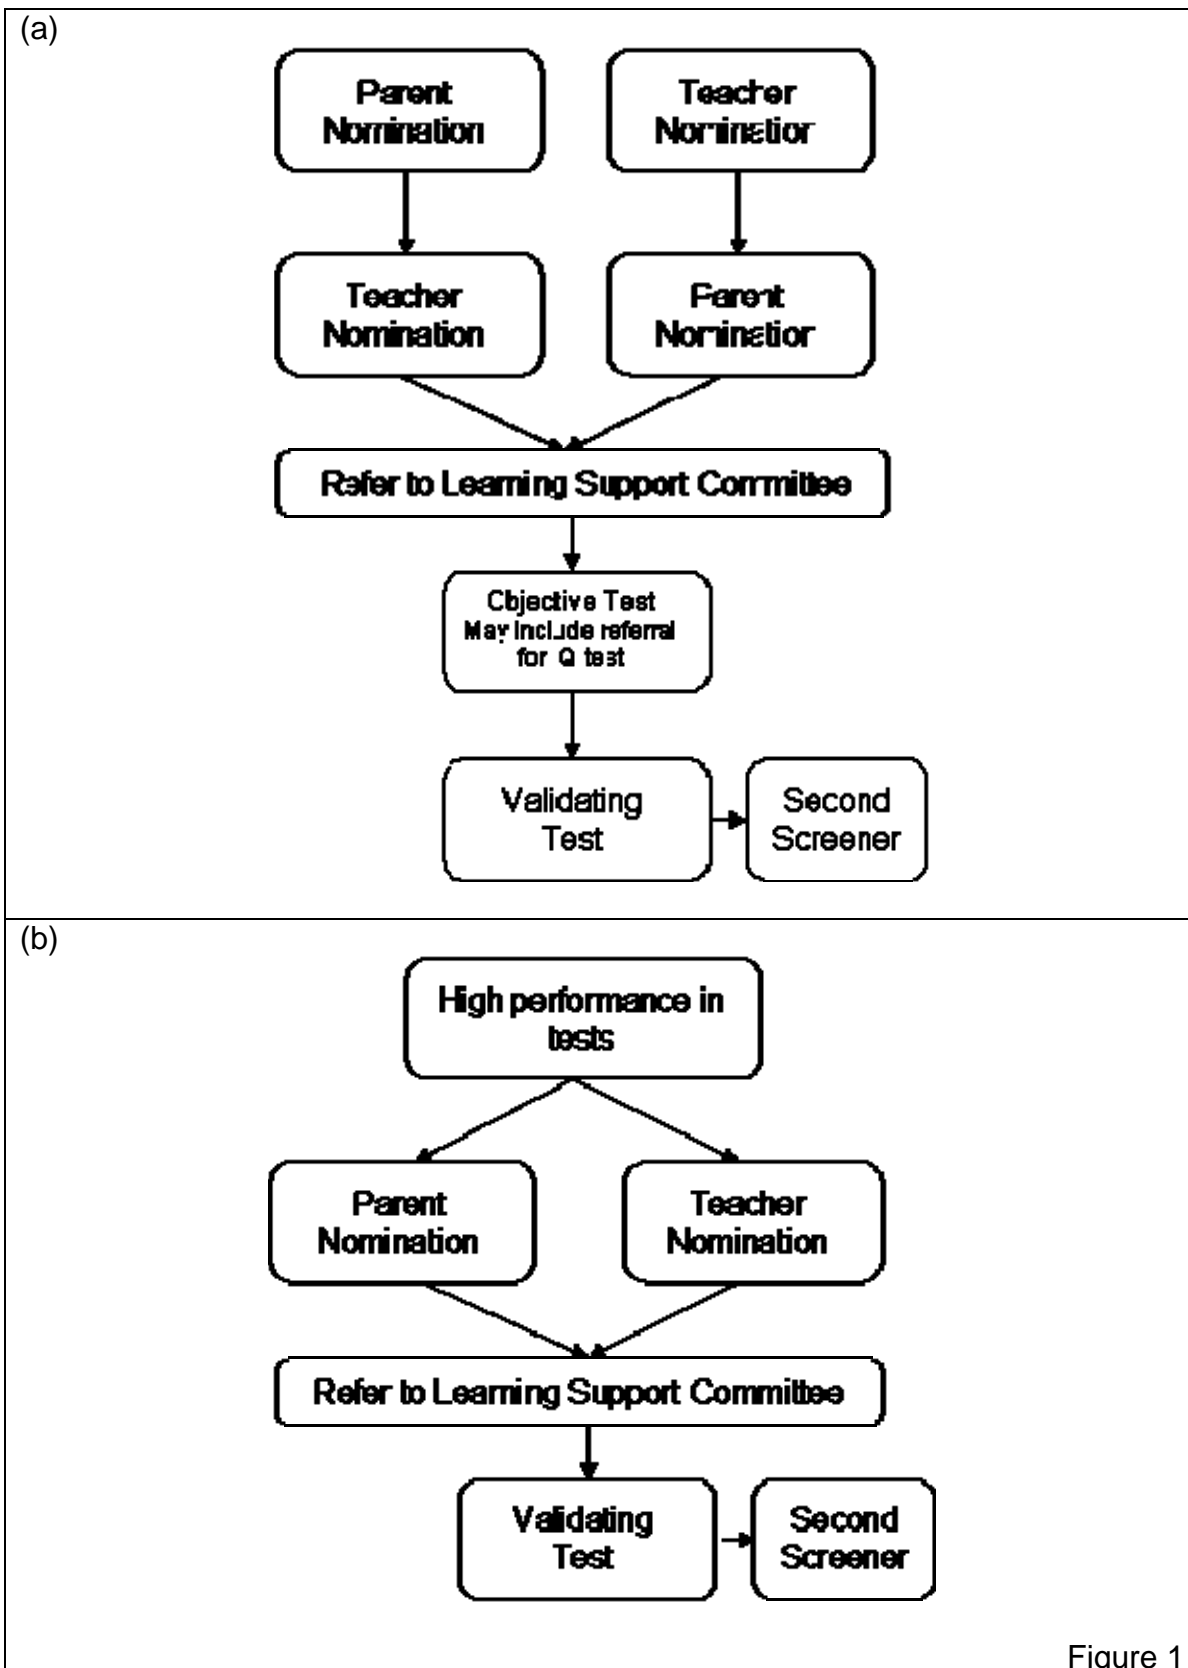 (a)
Parent
Nomination
Teacher
Nomination
Teacher
Nomination
Parent
Nomination
Refer to Learning Support Committee
Objective Test
May include referral
for Q test
Validating
Test
Second
Screener
(b)
High performance in
tests
Parent
Nomination
Teacher
Nomination
Refer to Learning Support Committee
Validating
Test
Second
Screener
Figure 1